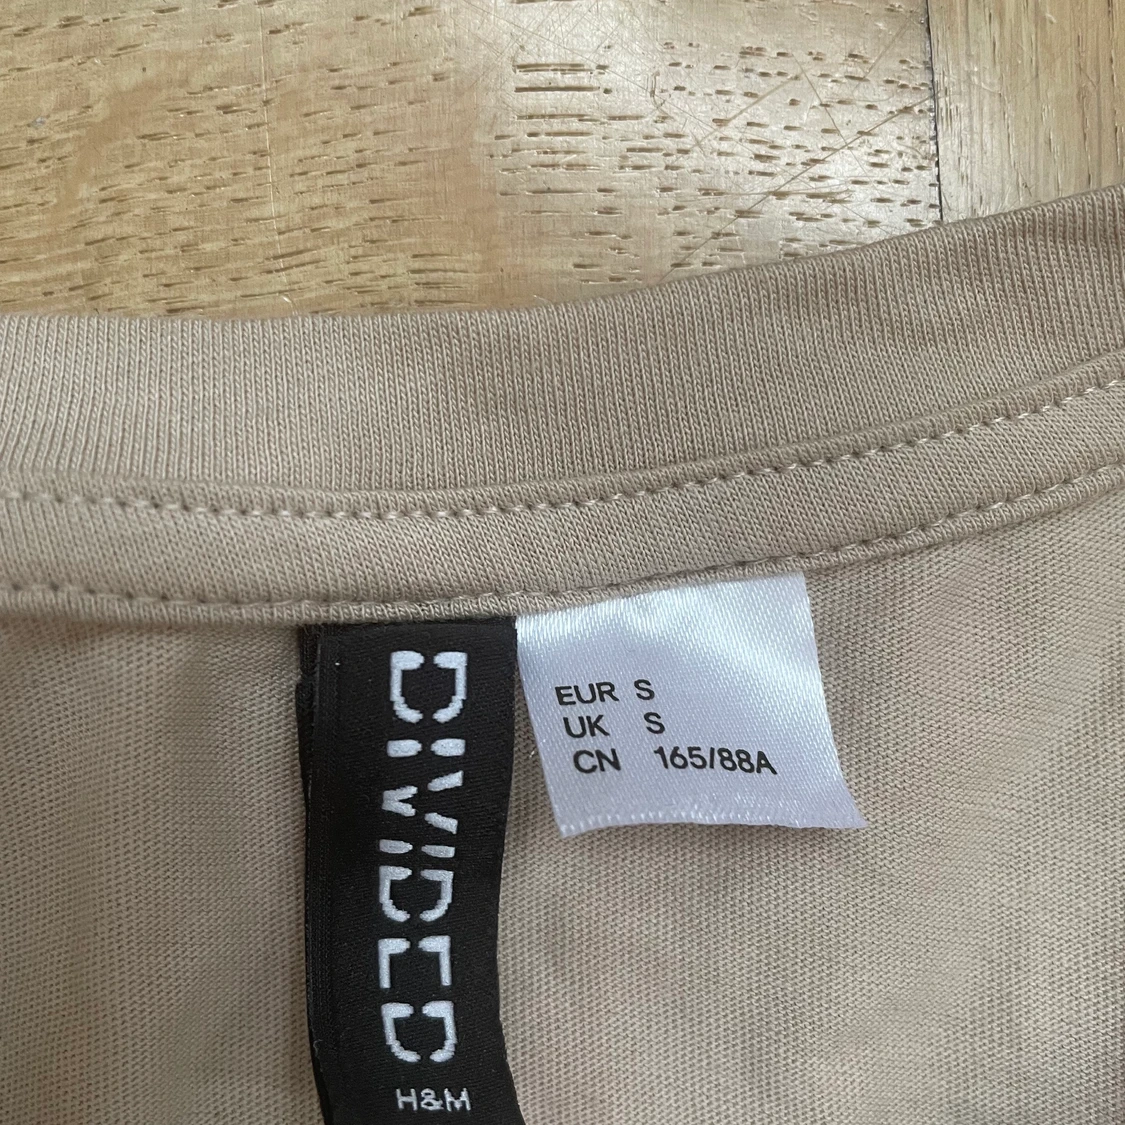 DIVIDED
H&M
EUR S
UK S
CN 165/88A